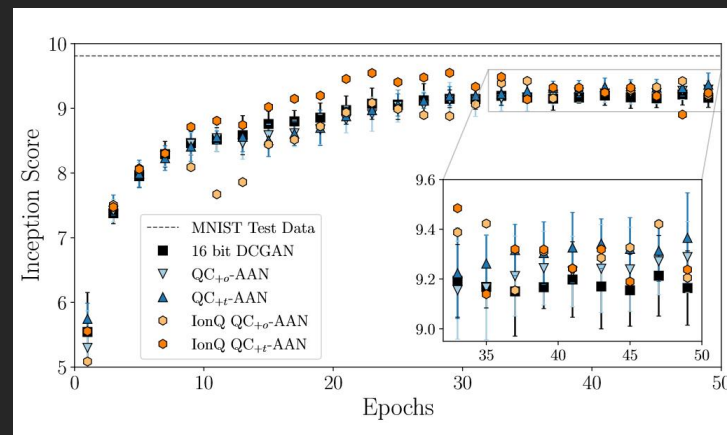 10
9
8
7
6
5
Inception Score
0
10
20
30
40
50
Epochs
MNIST Test Data
16 bit DCGAN
QC+o-AAN
QC+t-AAN
IonQ QC+o-AAN
IonQ QC+t-AAN
9.6
9.4
9.2
9.0
35
40
45
50